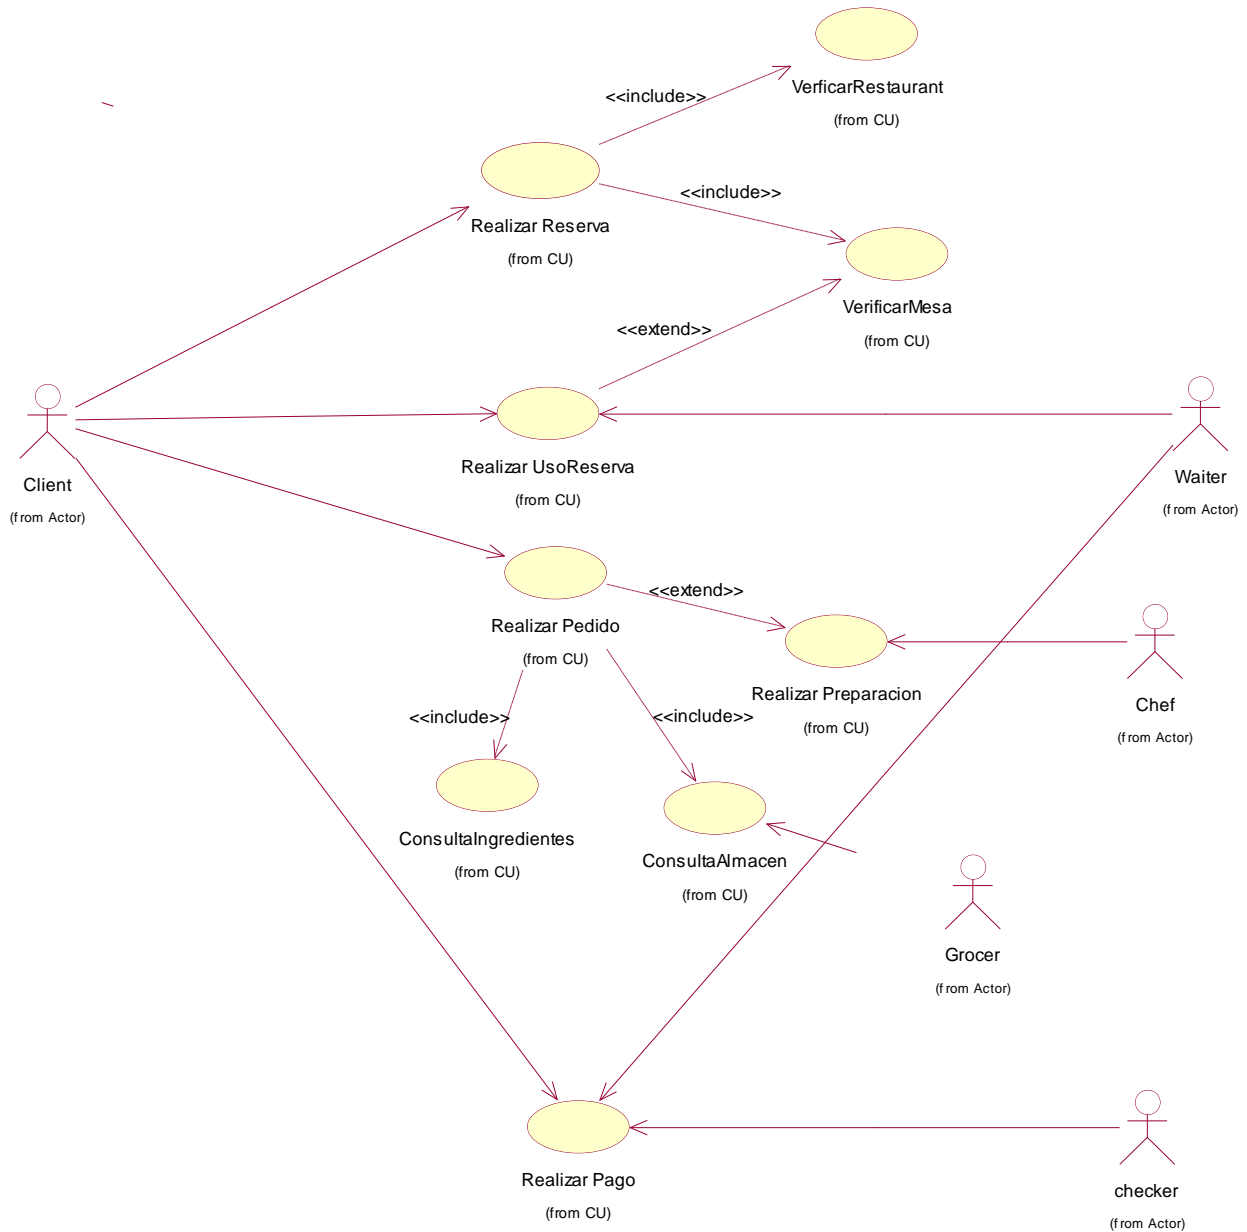 VerficarRestaurant
(from CU)
<<include>>
<<include>>
Realizar Reserva
(from CU)
VerificarMesa
(from CU)
<<extend>>
Realizar UsoReserva
(from CU)
Client
(from Actor)
Waiter
(from Actor)
<<extend>>
Realizar Pedido
(from CU)
Realizar Preparacion
(from CU)
Chef
(from Actor)
<<include>>
<<include>>
ConsultaIngredientes
(from CU)
ConsultaAlmacen
(from CU)
Grocer
(from Actor)
Realizar Pago
(from CU)
checker
(from Actor)